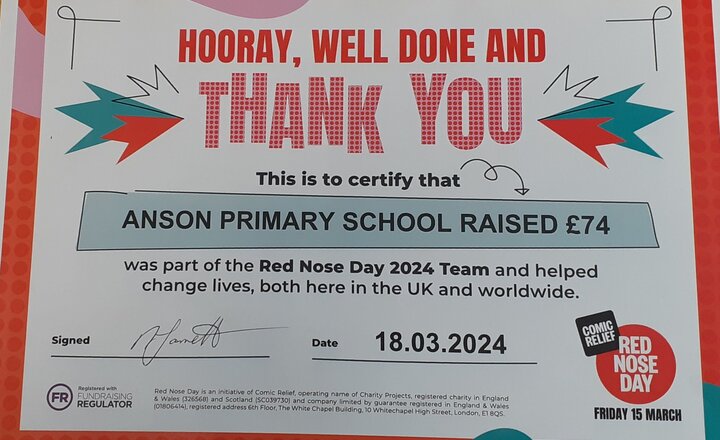 HOORAY, WELL DONE AND
THANK YOU
This is to certify that
ANSON PRIMARY SCHOOL RAISED £74
was part of the Red Nose Day 2024 Team and helped
change lives, both here in the UK and worldwide.
Signed
Date 18.03.2024
COMIC
RELIEF
RED
NOSE
DAY
FRIDAY 15 MARCH
FR
Registered with
FUNDRAISING
REGULATOR
Red Nose Day is an initiative of Comic Relief, operating name of Charity Projects, registered charity in England
& Wales (326568) and Scotland (SC039730) and company limited by guarantee registered in England & Wales
(01806414), registered address 6th Floor, The White Chapel Building, 10 Whitechapel High Street, London, E1 8QS.